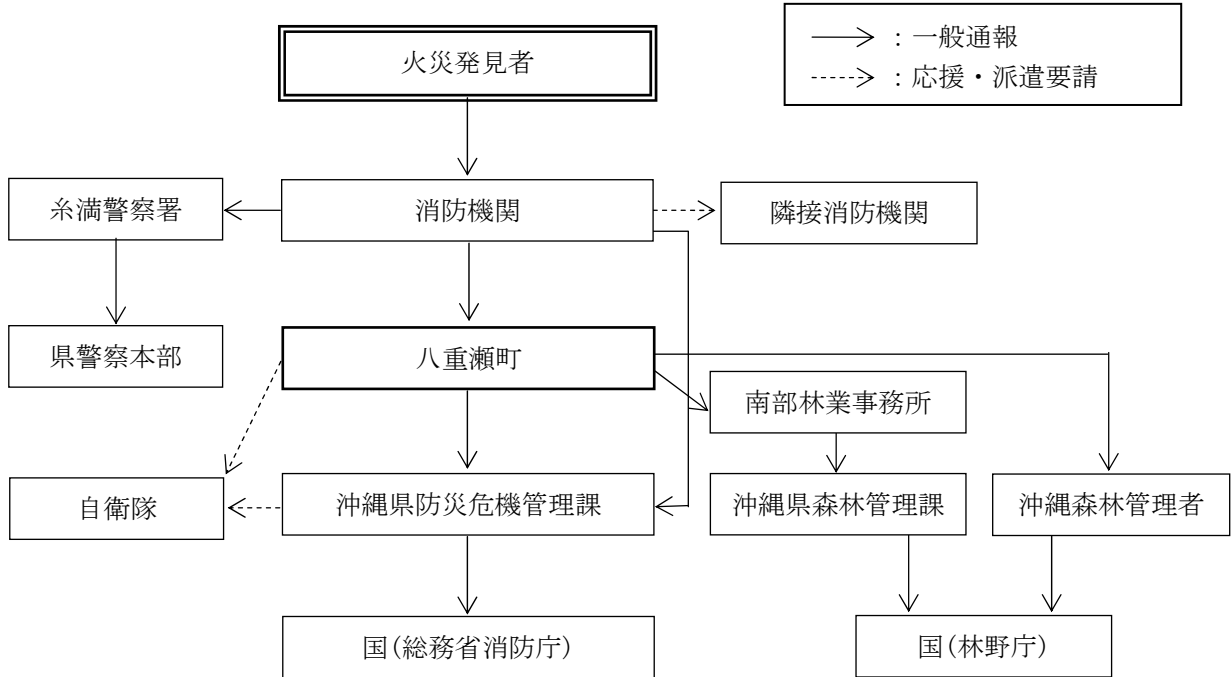 火災発見者
：一般通報
：応援・派遣要請
糸満警察署
消防機関
隣接消防機関
県警察本部
八重瀬町
南部林業事務所
自衛隊
沖縄県防災危機管理課
沖縄県森林管理課
沖縄森林管理者
国(総務省消防庁)
国(林野庁)